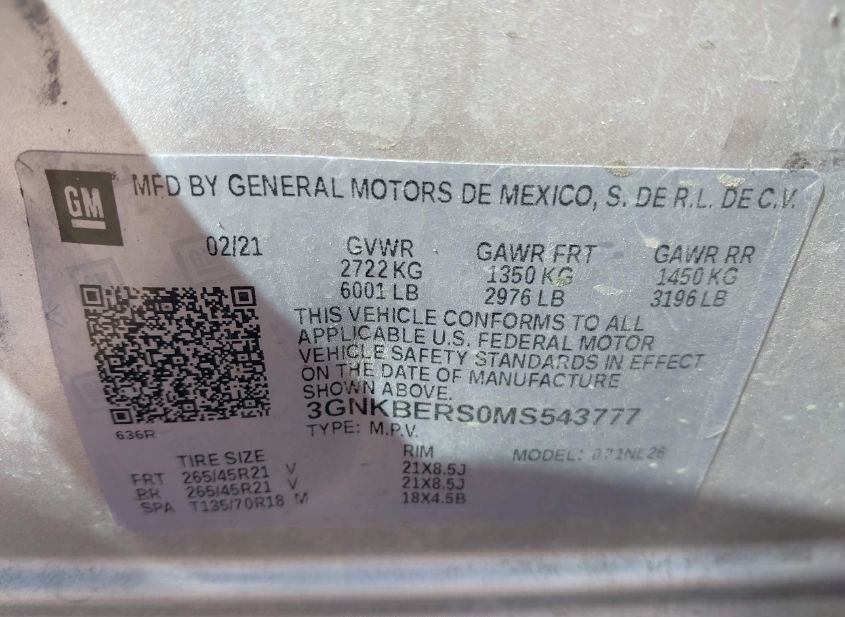 GM
MFD BY GENERAL MOTORS DE MEXICO, S. DE R.L. DE C.V.
02/21 GVWR GAWR FRT GAWR RR
2722 KG 1350 KG 1450 KG
6001 LB 2976 LB 3196 LB
THIS VEHICLE CONFORMS TO ALL
APPLICABLE U.S. FEDERAL MOTOR
VEHICLE SAFETY STANDARDS IN EFFECT
ON THE DATE OF MANUFACTURE
SHOWN ABOVE.
3GNKBERS0MS543777
636R TYPE: M.P.V.
TIRE SIZE RIM MODEL:
FRT 265/45R21 V 21X8.5J
RR 265/45R21 V 21X8.5J
SPA T135/70R18 M 18X4.5B